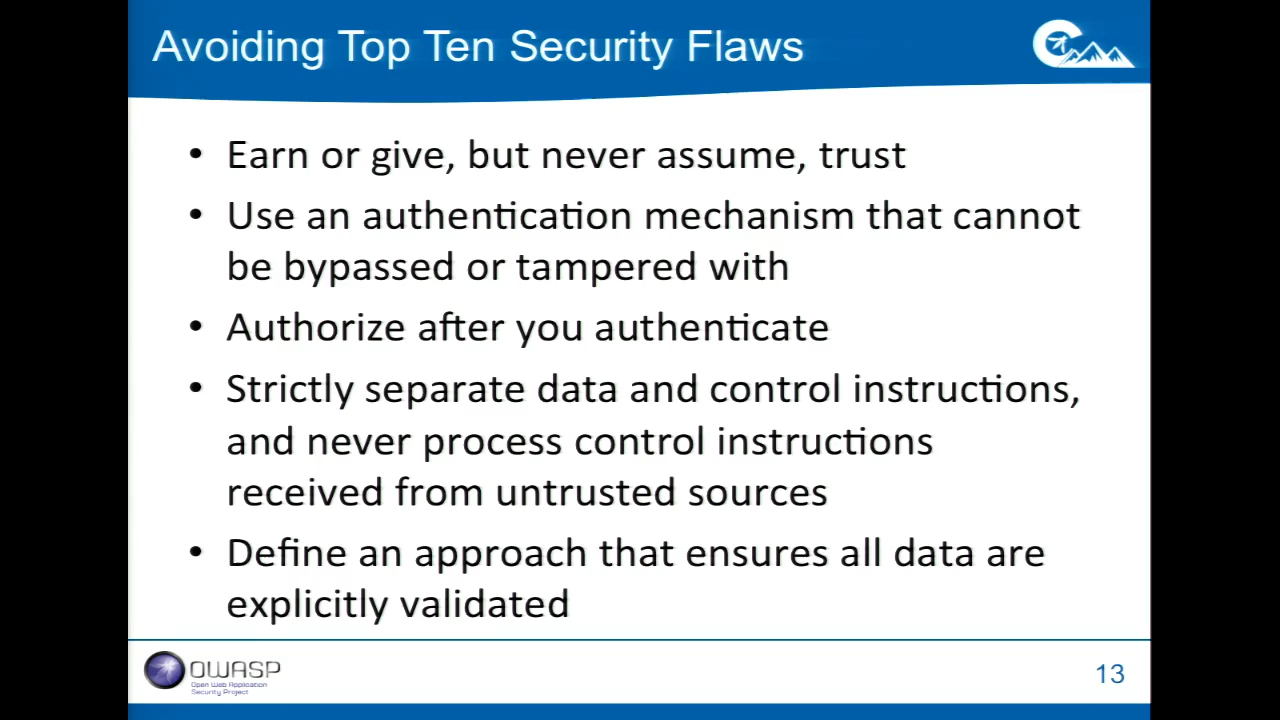 Avoiding Top Ten Security Flaws
• Earn or give, but never assume, trust
• Use an authentication mechanism that cannot
be bypassed or tampered with
• Authorize after you authenticate
• Strictly separate data and control instructions,
and never process control instructions
received from untrusted sources
• Define an approach that ensures all data are
explicitly validated
OWASP
Open Web Application
Security Project
13